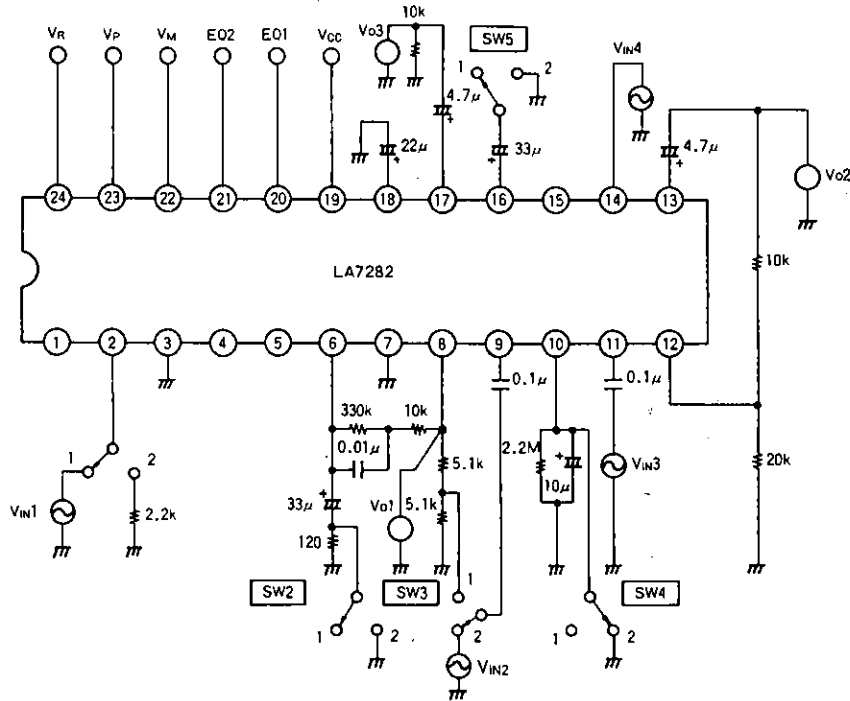 10k
VR VP VM EO2 EO1 VCC VO3 SW5 VIN4
1 2
4.7μ
22μ 33μ 4.7μ
VO2
24 23 22 21 20 19 18 17 16 15 14 13
10k
LA7282
1 2 3 4 5 6 7 8 9 10 11 12
0.1μ 0.1μ
330k 10k
0.01μ
2.2M
1 2
5.1k
VIN3
20k
10μ
VIN1
2.2k
33μ
VO1
5.1k
120
SW2 SW3 1 SW4
1 2 2 1 2
VIN2